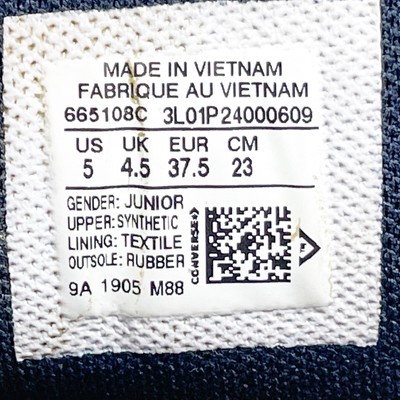 MADE IN VIETNAM
FABRIQUE AU VIETNAM
665108C 3L01P24000609
US UK EUR CM
5 4.5 37.5 23
GENDER: JUNIOR
UPPER: SYNTHETIC
LINING: TEXTILE
OUTSOLE: RUBBER
9A 1905 M88
CONVERSE